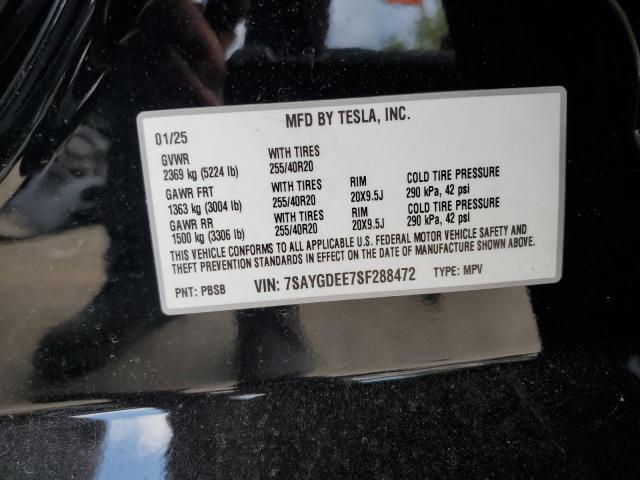 MFD BY TESLA, INC.
01/25
GVWR WITH TIRES
2369 kg (5224 lb) 255/40R20
GAWR FRT WITH TIRES RIM COLD TIRE PRESSURE
1363 kg (3004 lb) 255/40R20 20X9.5J 290 kPa, 42 psi
GAWR RR WITH TIRES RIM COLD TIRE PRESSURE
1500 kg (3306 lb) 255/40R20 20X9.5J 290 kPa, 42 psi
THIS VEHICLE CONFORMS TO ALL APPLICABLE U.S. FEDERAL MOTOR VEHICLE SAFETY AND
THEFT PREVENTION STANDARDS IN EFFECT ON THE DATE OF MANUFACTURE SHOWN ABOVE.
PNT: PBSB VIN: 7SAYGDEE7SF288472 TYPE: MPV